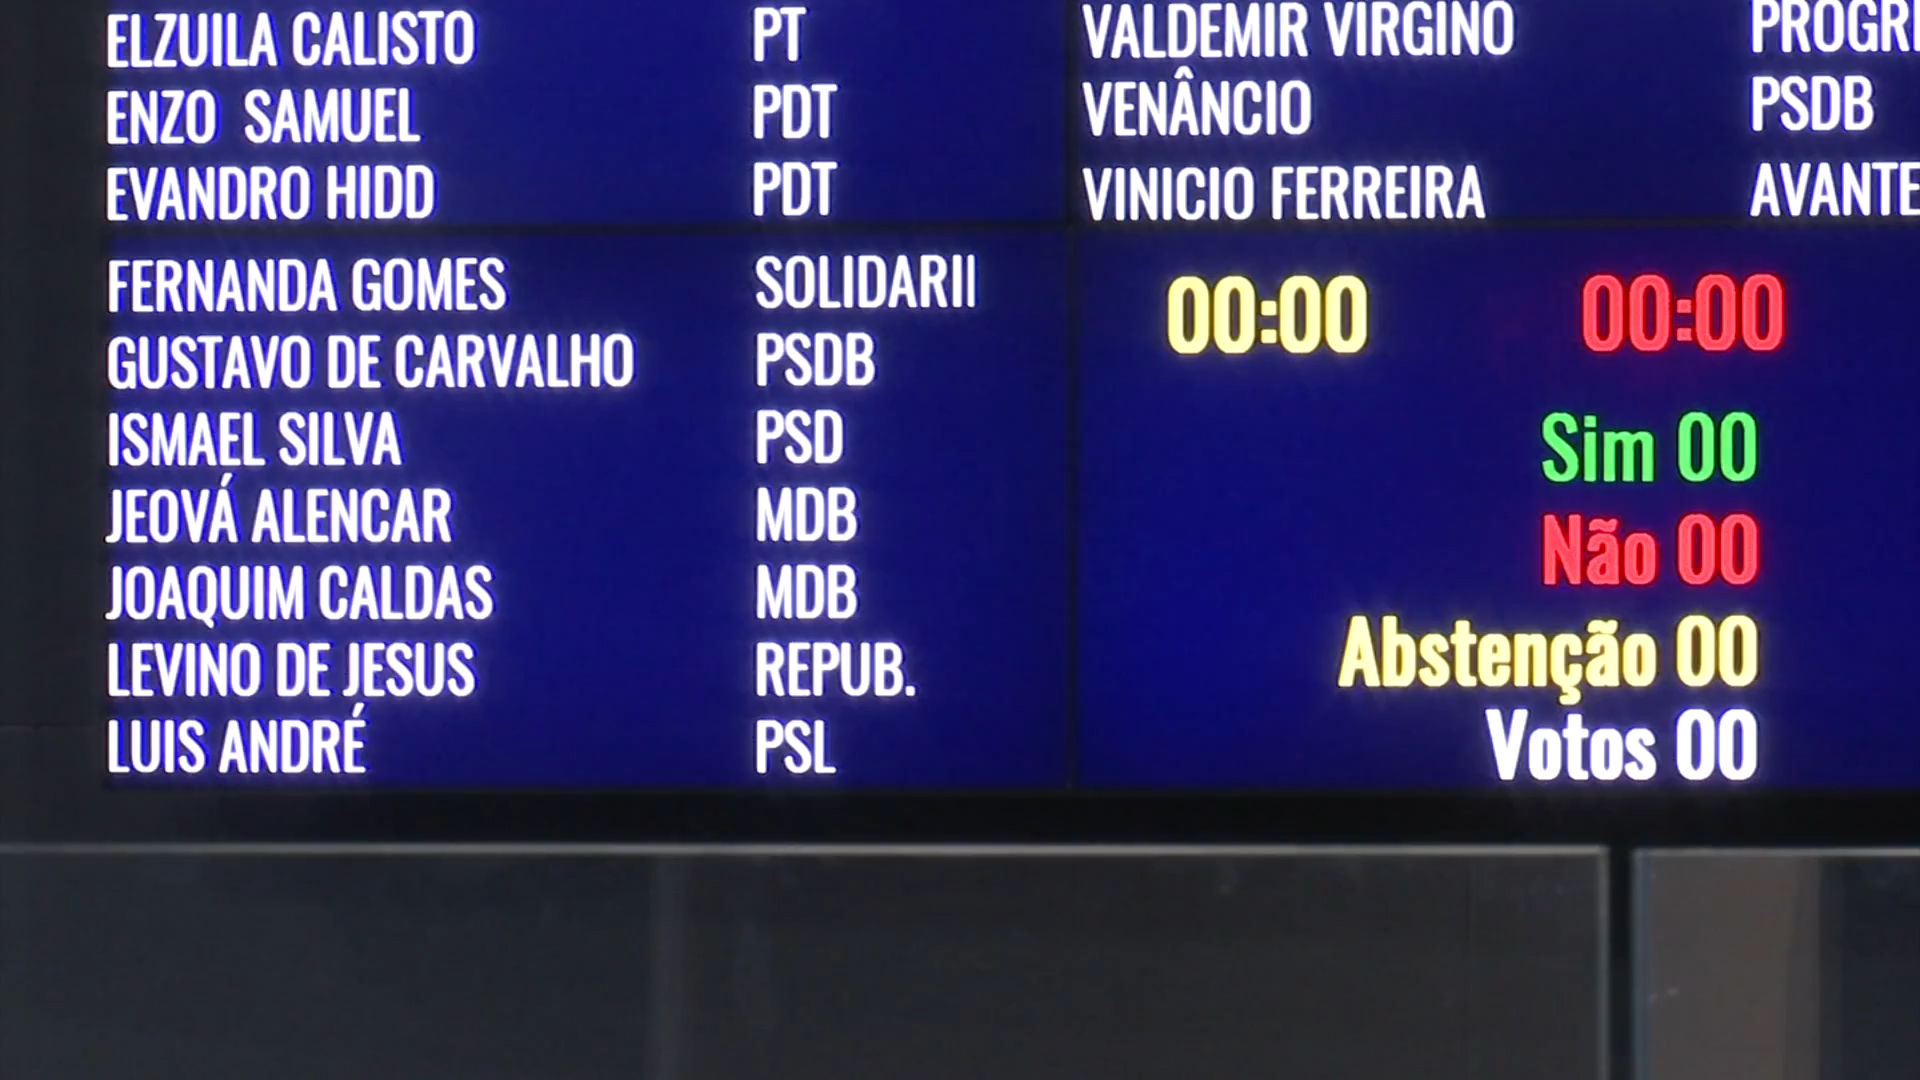 ELZUILA CALISTO PT
ENZO SAMUEL PDT
EVANDRO HIDD PDT
FERNANDA GOMES SOLIDARII
GUSTAVO DE CARVALHO PSDB
ISMAEL SILVA PSD
JEOVÁ ALENCAR MDB
JOAQUIM CALDAS MDB
LEVINO DE JESUS REPUB.
LUIS ANDRÉ PSL
VALDEMIR VIRGINO PROGR
VENÂNCIO PSDB
VINICIO FERREIRA AVANTE
00:00 00:00
Sim 00
Não 00
Abstenção 00
Votos 00